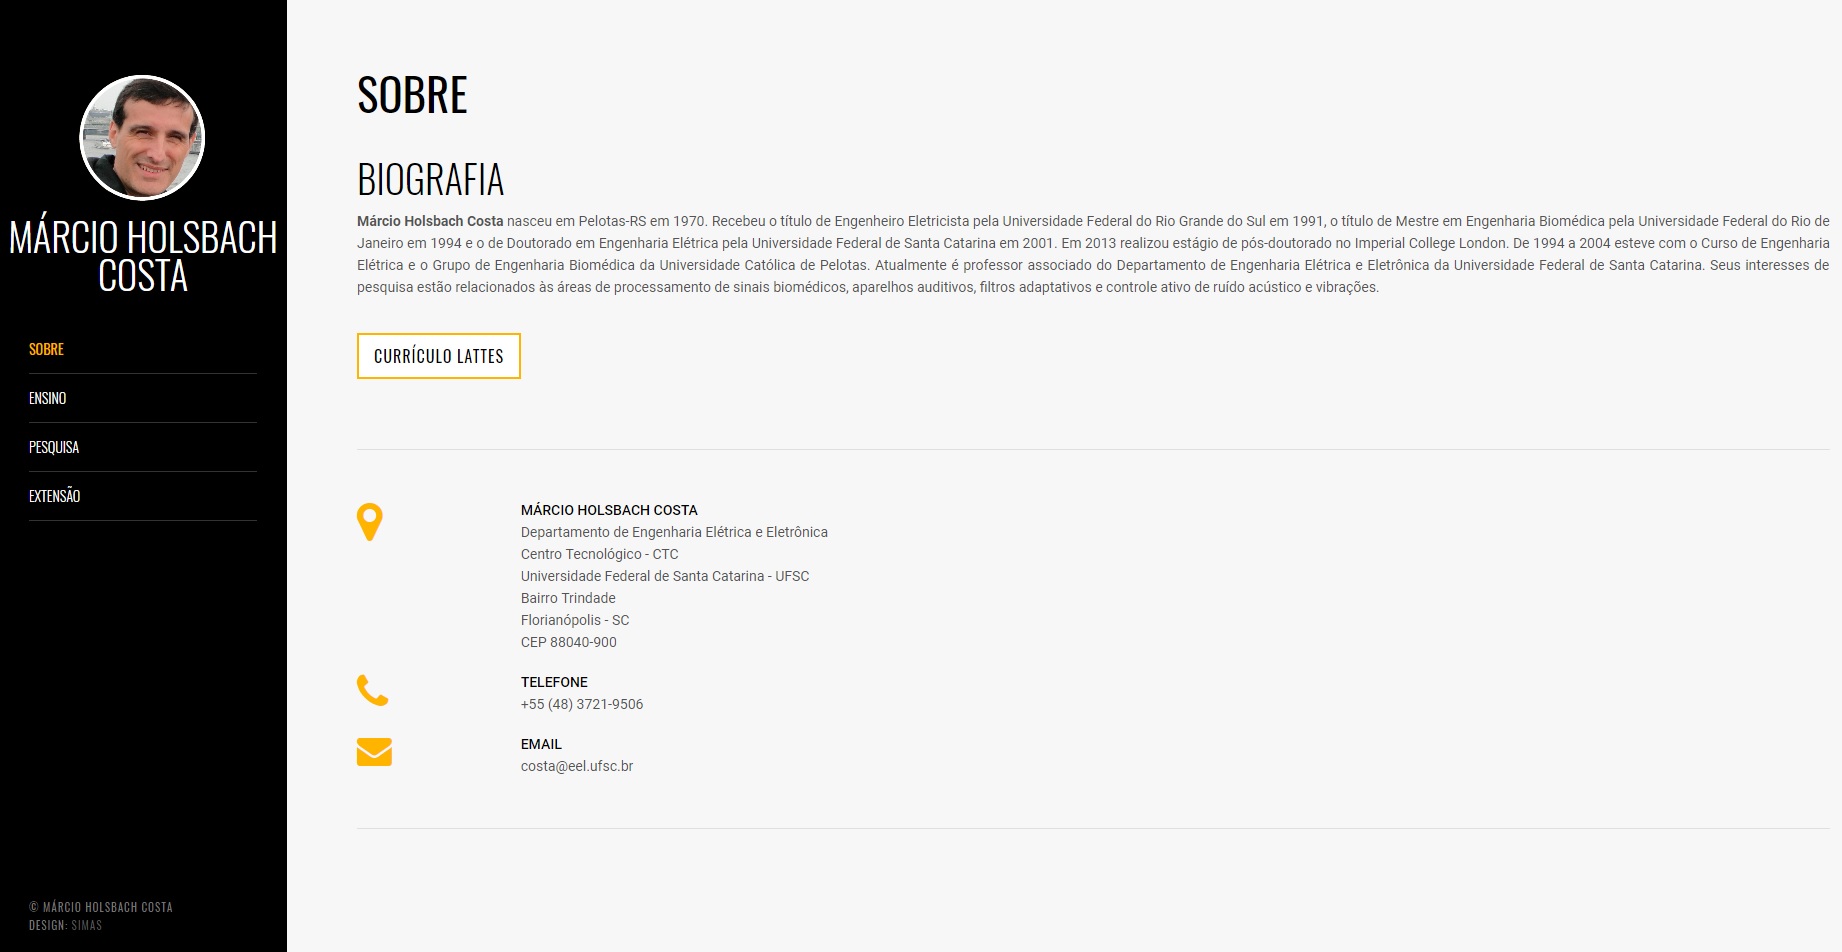 MÁRCIO HOLSBACH
COSTA
SOBRE
ENSINO
PESQUISA
EXTENSÃO
© MÁRCIO HOLSBACH COSTA
DESIGN: SIMAS
SOBRE
BIOGRAFIA
Márcio Holsbach Costa nasceu em Pelotas-RS em 1970. Recebeu o título de Engenheiro Eletricista pela Universidade Federal do Rio Grande do Sul em 1991, o título de Mestre em Engenharia Biomédica pela Universidade Federal do Rio de
Janeiro em 1994 e o de Doutorado em Engenharia Elétrica pela Universidade Federal de Santa Catarina em 2001. Em 2013 realizou estágio de pós-doutorado no Imperial College London. De 1994 a 2004 esteve com o Curso de Engenharia
Elétrica e o Grupo de Engenharia Biomédica da Universidade Católica de Pelotas. Atualmente é professor associado do Departamento de Engenharia Elétrica e Eletrônica da Universidade Federal de Santa Catarina. Seus interesses de
pesquisa estão relacionados às áreas de processamento de sinais biomédicos, aparelhos auditivos, filtros adaptativos e controle ativo de ruído acústico e vibrações.
CURRÍCULO LATTES
MÁRCIO HOLSBACH COSTA
Departamento de Engenharia Elétrica e Eletrônica
Centro Tecnológico - CTC
Universidade Federal de Santa Catarina - UFSC
Bairro Trindade
Florianópolis - SC
CEP 88040-900
TELEFONE
+55 (48) 3721-9506
EMAIL
costa@eel.ufsc.br